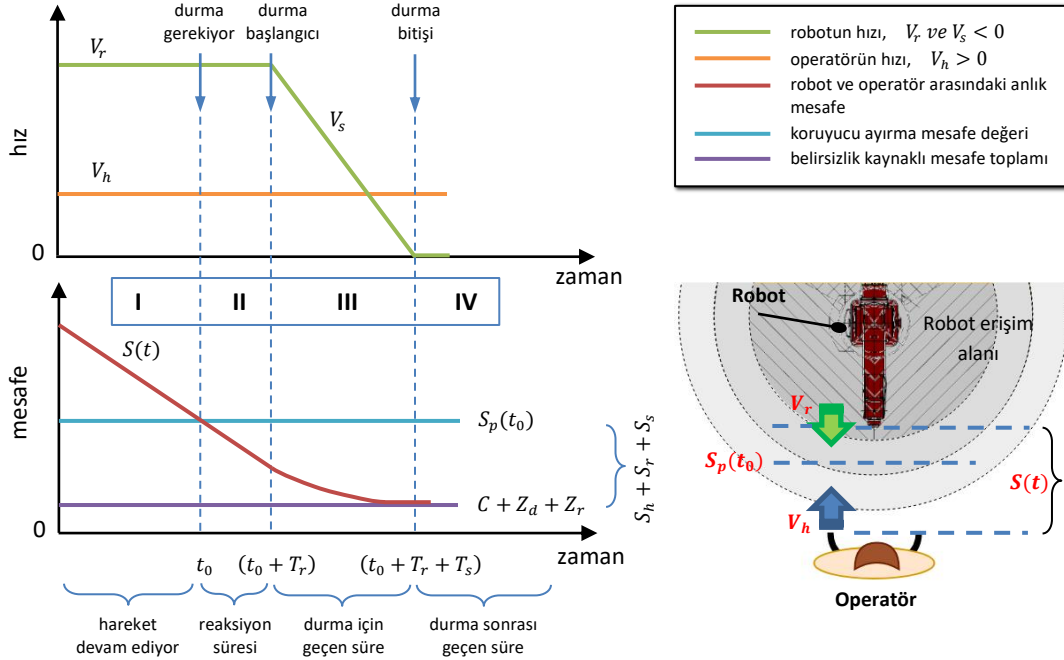 durma
gerekiyor
durma
başlangıcı
durma
bitişi
V_r
V_s
V_h
hız
0
zaman
I
II
III
IV
S(t)
mesafe
S_p(t_0)
C + Z_d + Z_r
S_h + S_r + S_s
0
zaman
t_0
(t_0 + T_r)
(t_0 + T_r + T_s)
hareket
devam ediyor
reaksiyon
süresi
durma için
geçen süre
durma sonrası
geçen süre
robotun hızı, V_r ve V_s < 0
operatörün hızı, V_h > 0
robot ve operatör arasındaki anlık
mesafe
koruyucu ayırma mesafe değeri
belirsizlik kaynaklı mesafe toplamı
Robot
Robot erişim
alanı
V_r
S_p(t_0)
S(t)
V_h
Operatör